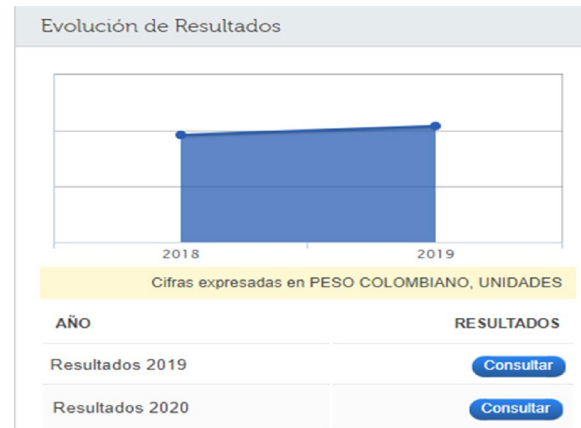 Evolución de Resultados
2018 2019
Cifras expresadas en PESO COLOMBIANO, UNIDADES
AÑO RESULTADOS
Resultados 2019 Consultar
Resultados 2020 Consultar